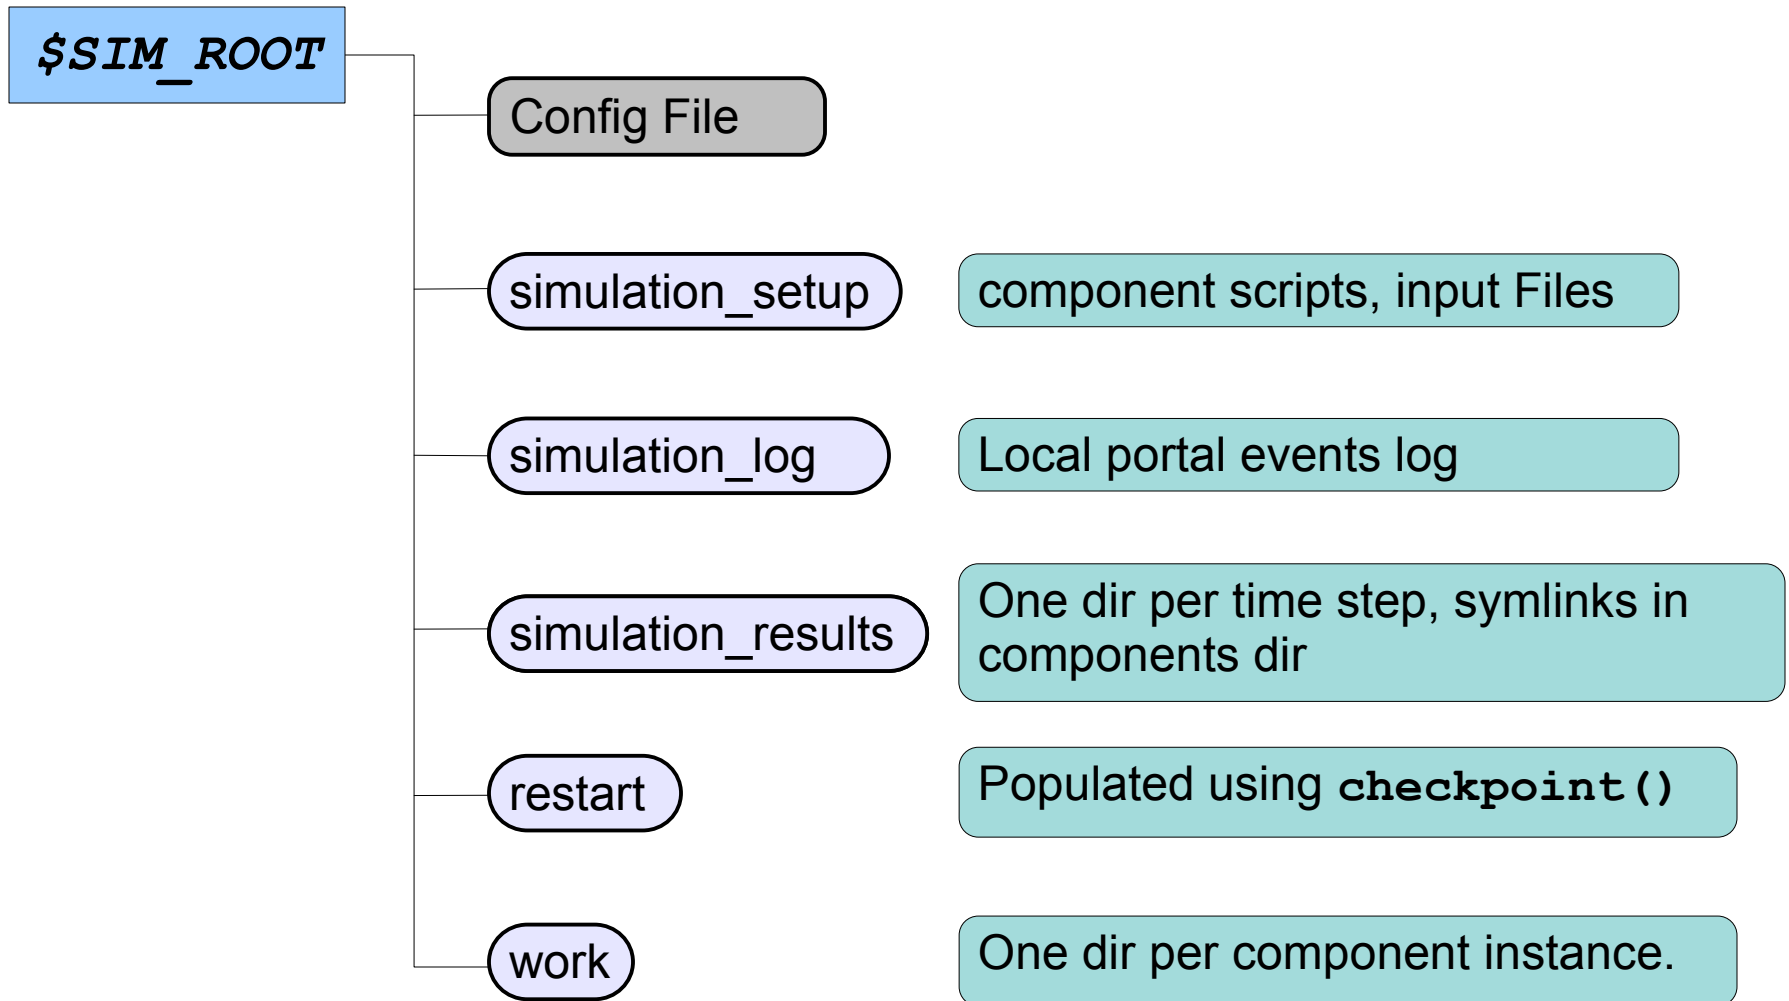 $SIM_ROOT
Config File
simulation_setup
component scripts, input Files
simulation_log
Local portal events log
simulation_results
One dir per time step, symlinks in
components dir
restart
Populated using checkpoint()
work
One dir per component instance.